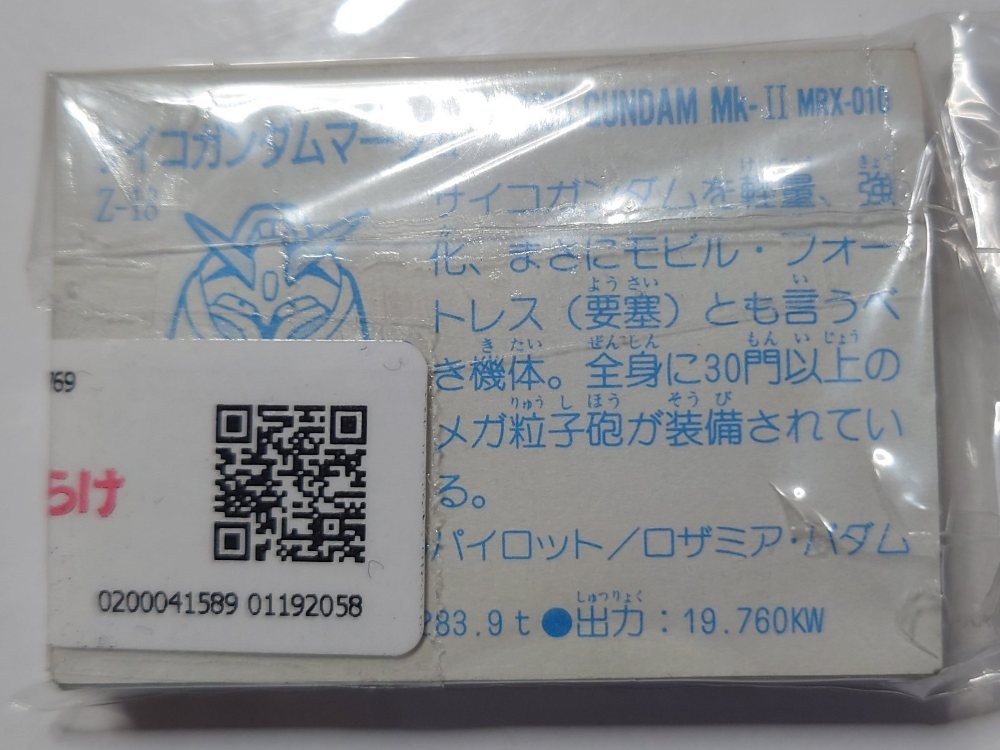 GUNDAM Mk-II MRX-010
イコガンダムマーク
Z-18
サイコガンダムを軽量、強
化、まさにモビル・フォー
トレス（要塞）とも言うべ
き機体。全身に30門以上の
メガ粒子砲が装備されてい
る。
パイロット／ロザミア・バダム
283.9t ●出力：19.760KW
769
らけ
0200041589 01192058